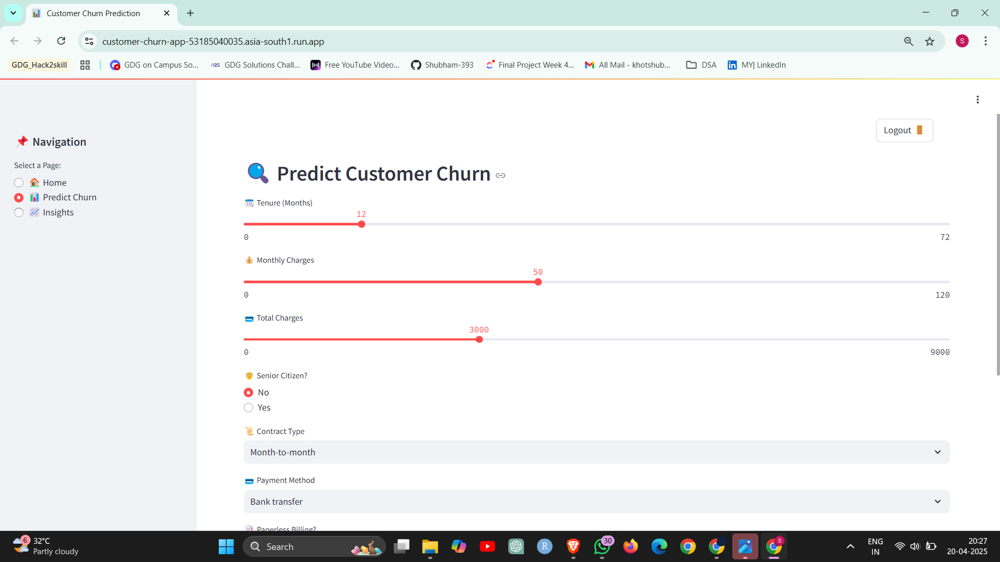 Customer Churn Prediction
customer-churn-app-53185040035.asia-south1.run.app
S
GDG_Hack2skill
GDG on Campus So...
H2S GDG Solutions Chall...
Free YouTube Video...
Shubham-393
Final Project Week 4...
All Mail - khotshub...
DSA
MY| LinkedIn
Logout
Navigation
Select a Page:
Home
Predict Churn
Insights
Predict Customer Churn
Tenure (Months)
12
0 72
Monthly Charges
50
0 120
Total Charges
3000
0 9000
Senior Citizen?
No
Yes
Contract Type
Month-to-month
Payment Method
Bank transfer
Paperless Billing?
6
32°C
Partly cloudy
Search
R
30
S
ENG
IN
20:27
20-04-2025